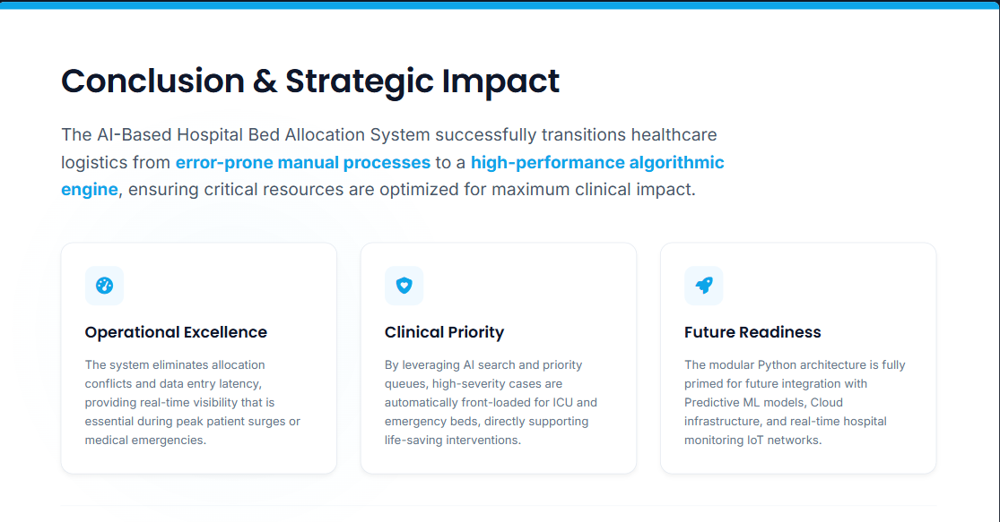 Conclusion & Strategic Impact
The AI-Based Hospital Bed Allocation System successfully transitions healthcare
logistics from error-prone manual processes to a high-performance algorithmic
engine, ensuring critical resources are optimized for maximum clinical impact.
Operational Excellence
The system eliminates allocation
conflicts and data entry latency,
providing real-time visibility that is
essential during peak patient surges or
medical emergencies.
Clinical Priority
By leveraging AI search and priority
queues, high-severity cases are
automatically front-loaded for ICU and
emergency beds, directly supporting
life-saving interventions.
Future Readiness
The modular Python architecture is fully
primed for future integration with
Predictive ML models, Cloud
infrastructure, and real-time hospital
monitoring IoT networks.